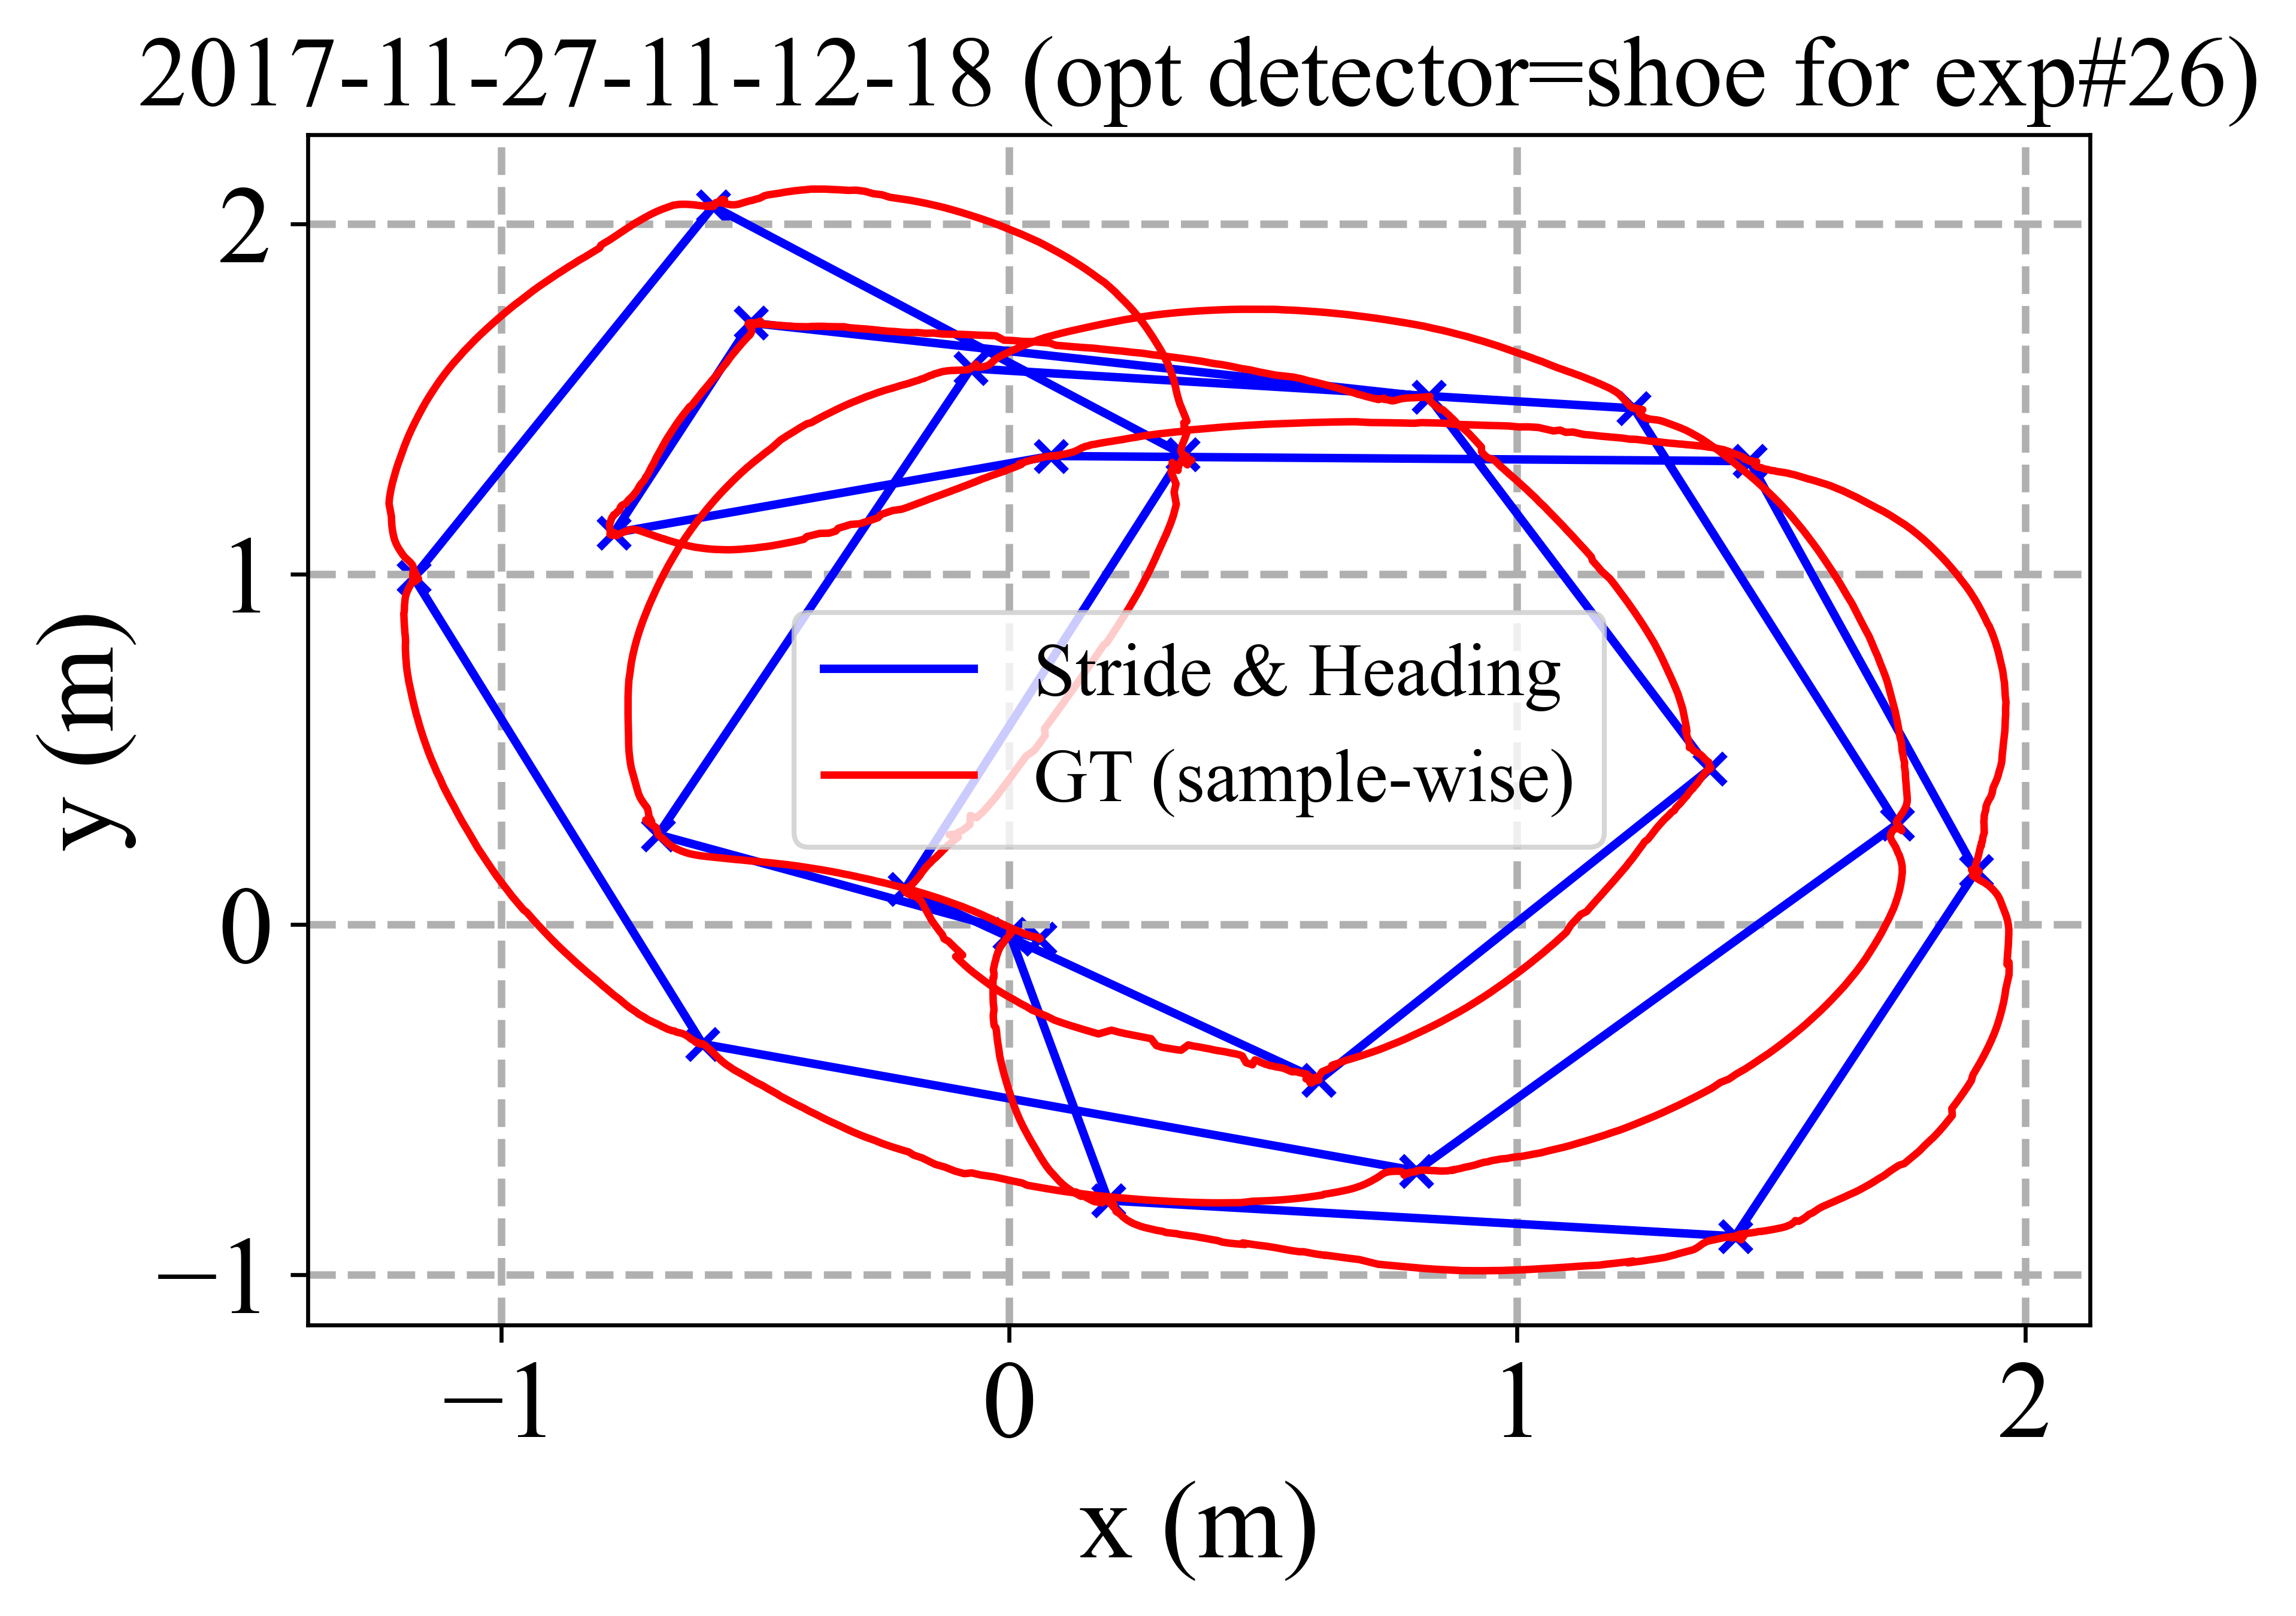 2017-11-27-11-12-18 (opt detector=shoe for exp#26)
y (m)
2
1
0
−1
Stride & Heading
GT (sample-wise)
−1 0 1 2
x (m)